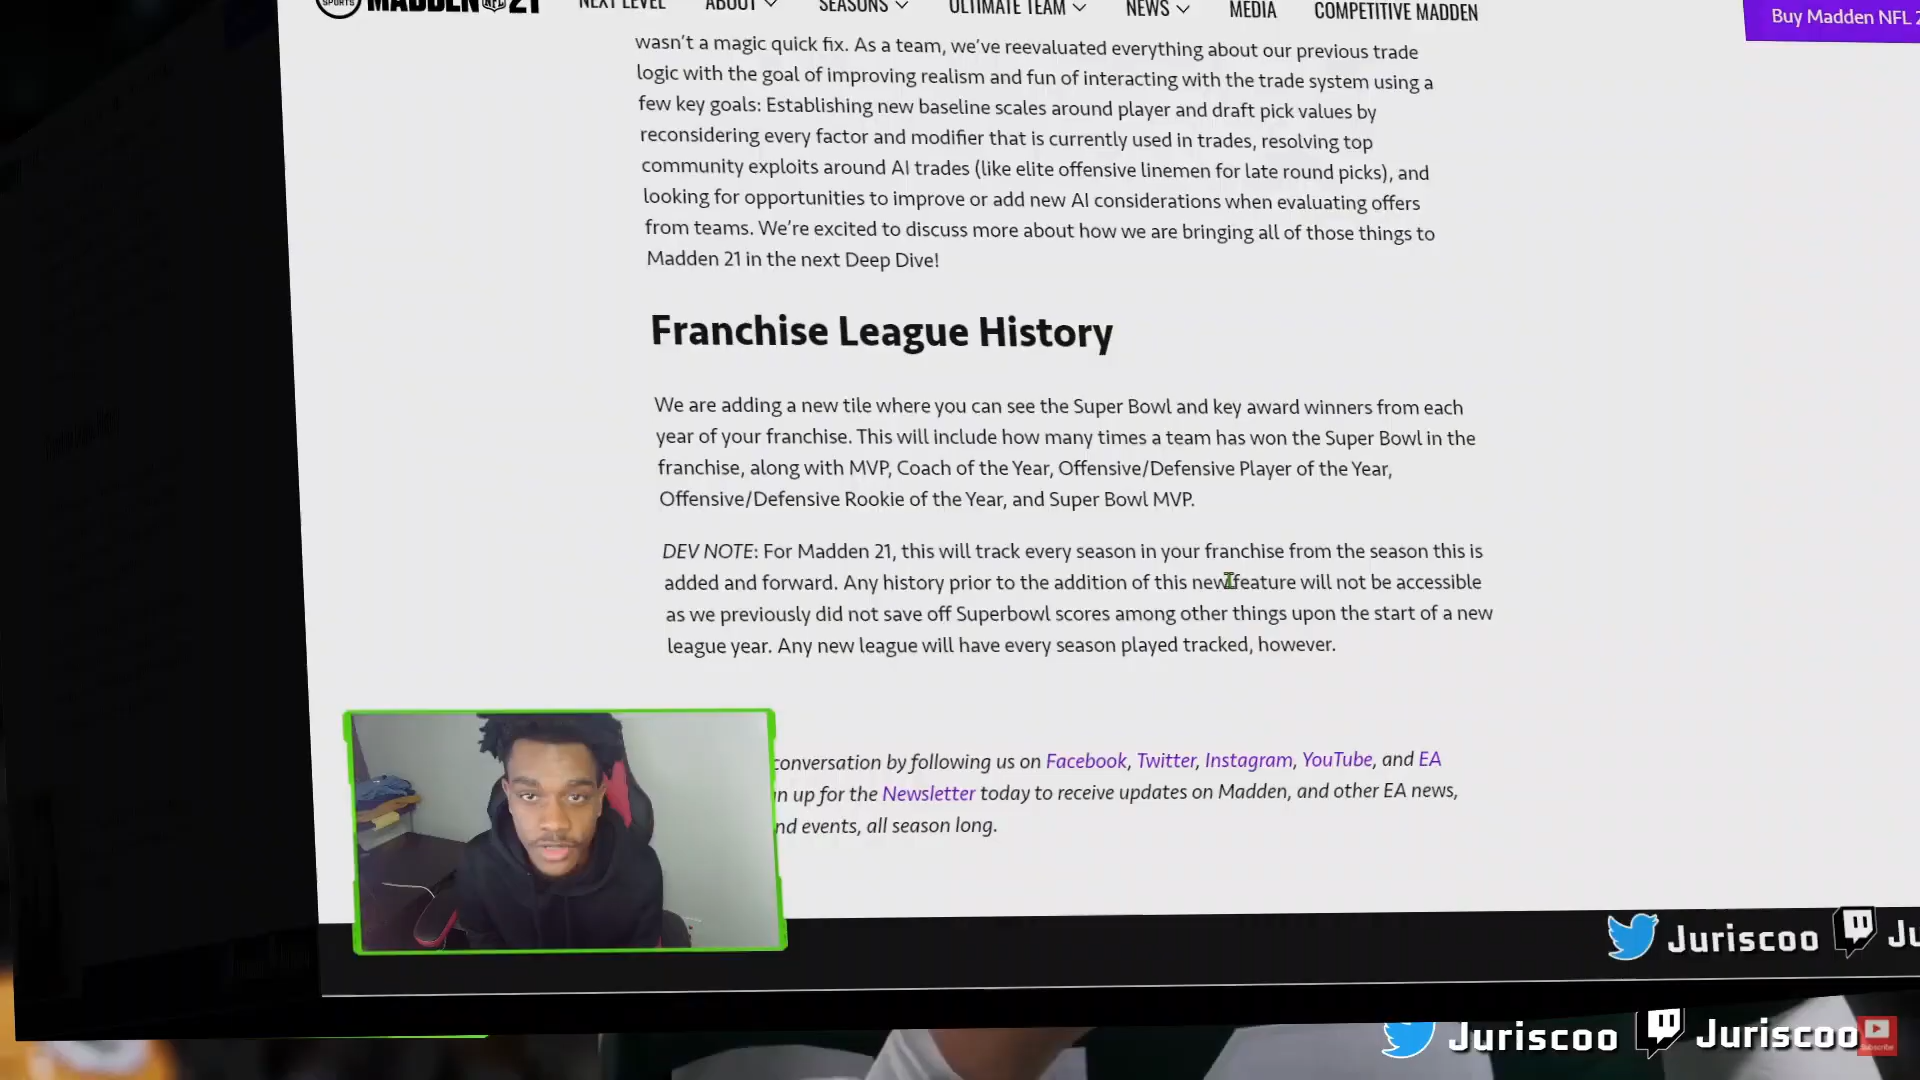 SPORTS MADDEN NFL 21 NEXT LEVEL ABOUT SEASONS ULTIMATE TEAM NEWS MEDIA COMPETITIVE MADDEN
Buy Madden NFL
wasn't a magic quick fix. As a team, we've reevaluated everything about our previous trade
logic with the goal of improving realism and fun of interacting with the trade system using a
few key goals: Establishing new baseline scales around player and draft pick values by
reconsidering every factor and modifier that is currently used in trades, resolving top
community exploits around AI trades (like elite offensive linemen for late round picks), and
looking for opportunities to improve or add new AI considerations when evaluating offers
from teams. We're excited to discuss more about how we are bringing all of those things to
Madden 21 in the next Deep Dive!
Franchise League History
We are adding a new tile where you can see the Super Bowl and key award winners from each
year of your franchise. This will include how many times a team has won the Super Bowl in the
franchise, along with MVP, Coach of the Year, Offensive/Defensive Player of the Year,
Offensive/Defensive Rookie of the Year, and Super Bowl MVP.
DEV NOTE: For Madden 21, this will track every season in your franchise from the season this is
added and forward. Any history prior to the addition of this new feature will not be accessible
as we previously did not save off Superbowl scores among other things upon the start of a new
league year. Any new league will have every season played tracked, however.
conversation by following us on Facebook, Twitter, Instagram, YouTube, and EA
n up for the Newsletter today to receive updates on Madden, and other EA news,
nd events, all season long.
Juriscoo Ju
Juriscoo Juriscoo
Subscribe